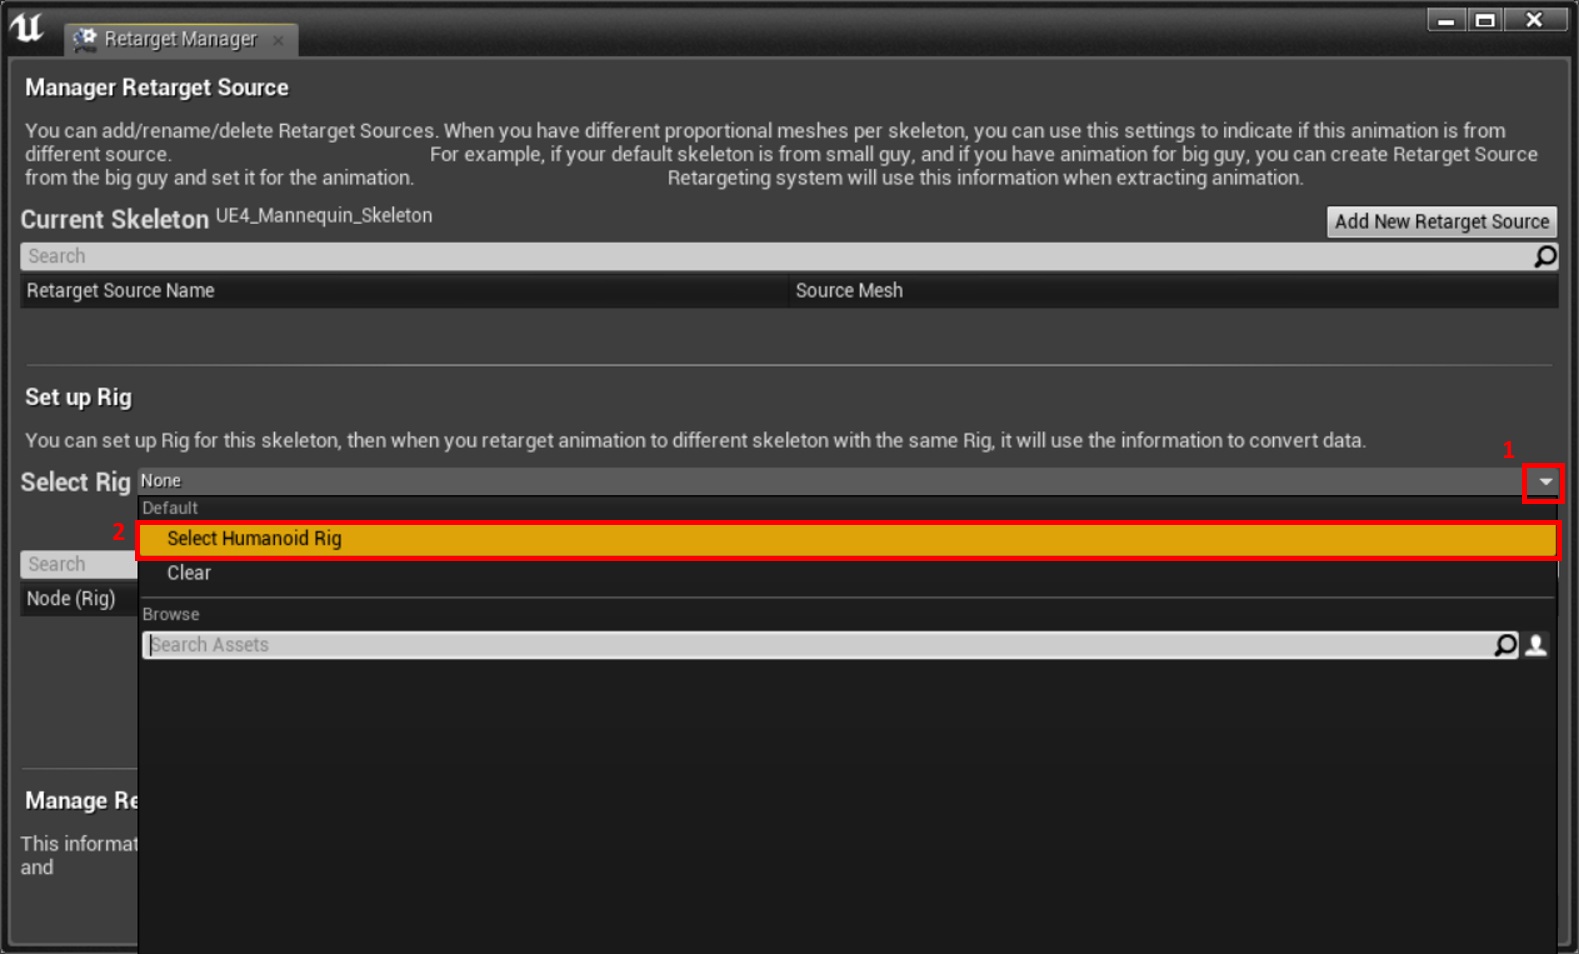 Retarget Manager
Manager Retarget Source
You can add/rename/delete Retarget Sources. When you have different proportional meshes per skeleton, you can use this settings to indicate if this animation is from
different source. For example, if your default skeleton is from small guy, and if you have animation for big guy, you can create Retarget Source
from the big guy and set it for the animation. Retargeting system will use this information when extracting animation.
Current Skeleton UE4_Mannequin_Skeleton
Add New Retarget Source
Search
Retarget Source Name Source Mesh
Set up Rig
You can set up Rig for this skeleton, then when you retarget animation to different skeleton with the same Rig, it will use the information to convert data.
1
Select Rig None
Default
2
Select Humanoid Rig
Clear
Search
Node (Rig)
Browse
Search Assets
Manage Re
This informat
and